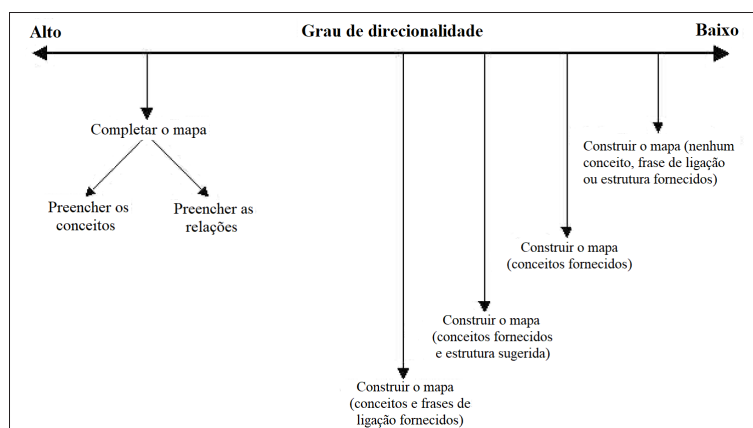 Alto
Grau de direcionalidade
Baixo
Completar o mapa
Preencher os
conceitos
Preencher as
relações
Construir o mapa (nenhum
conceito, frase de ligação
ou estrutura fornecidos)
Construir o mapa
(conceitos fornecidos)
Construir o mapa
(conceitos fornecidos
e estrutura sugerida)
Construir o mapa
(conceitos e frases de
ligação fornecidos)